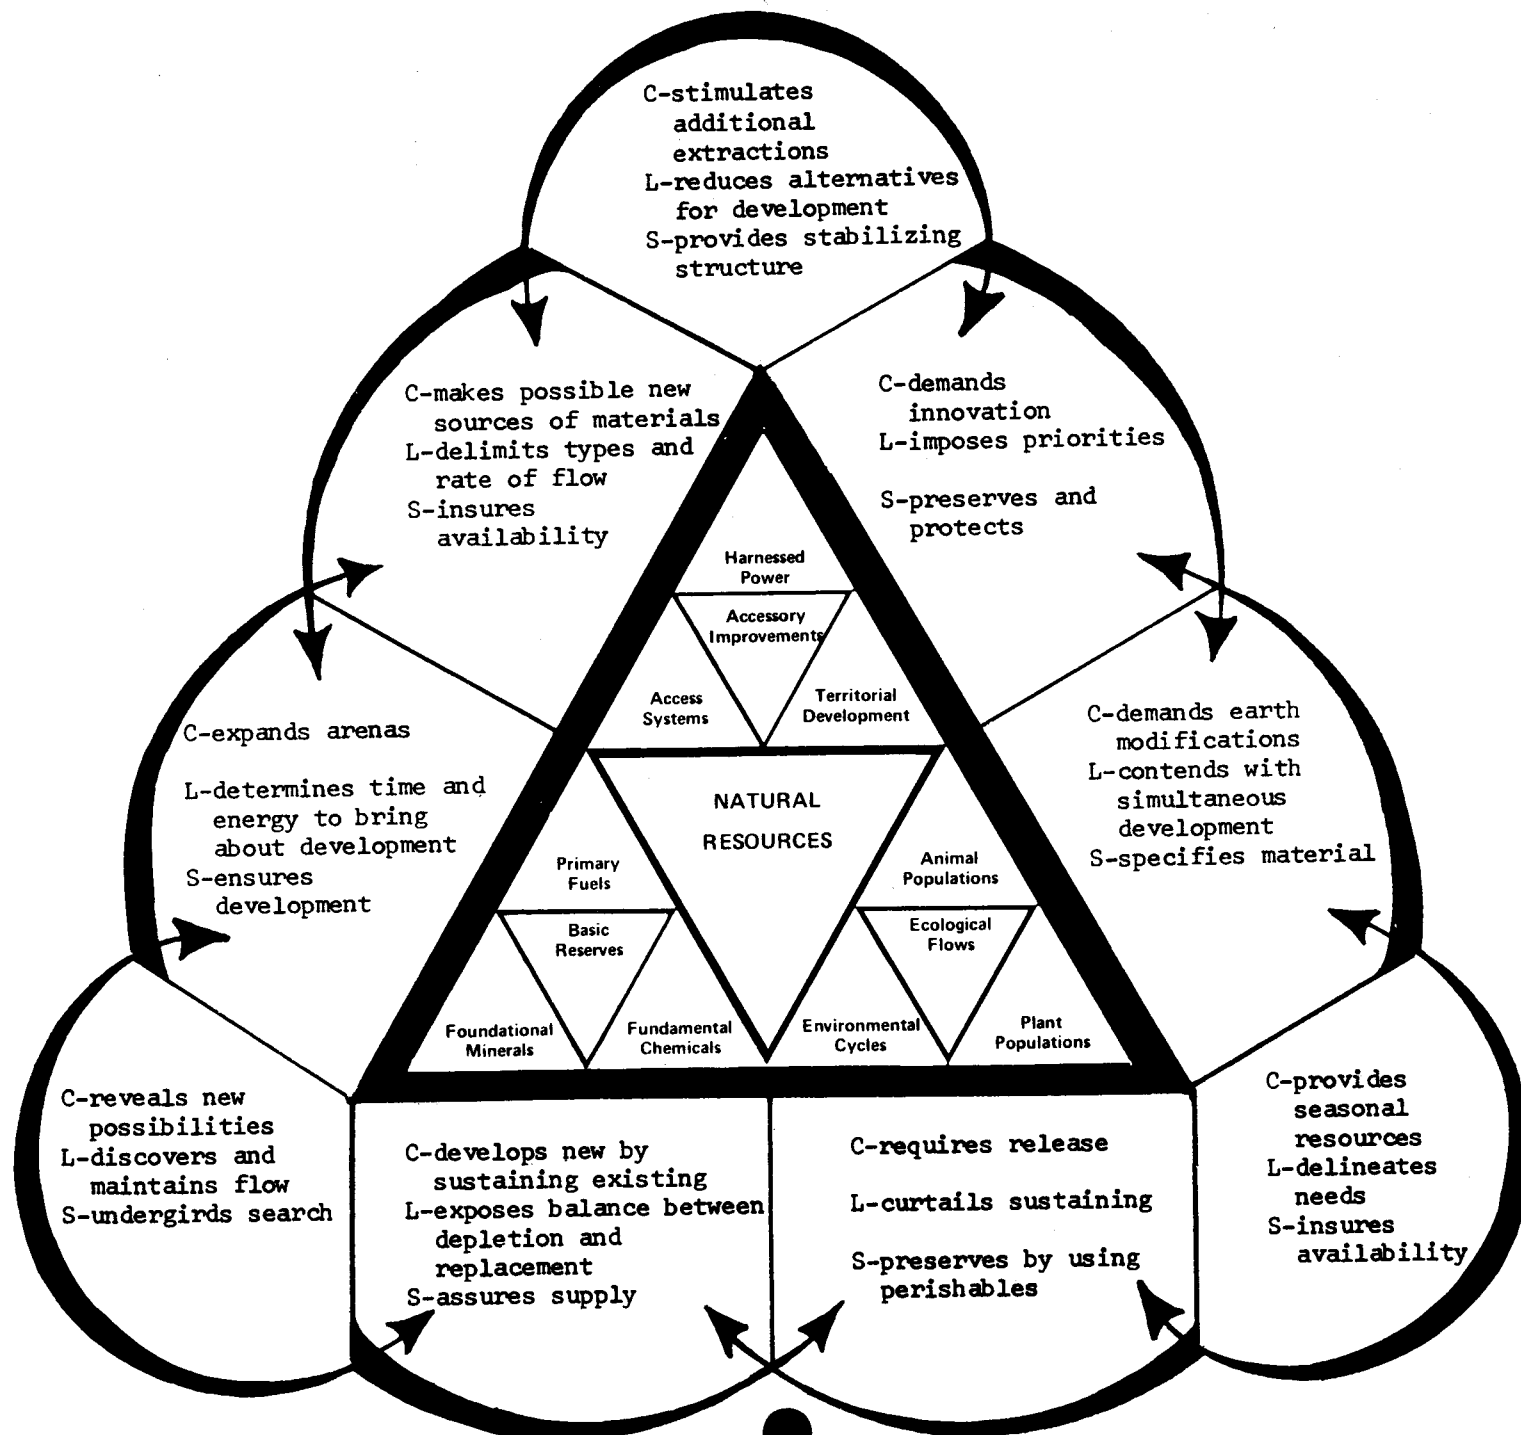 C-stimulates
additional
extractions
L-reduces alternatives
for development
S-provides stabilizing
structure
C-makes possible new
sources of materials
L-delimits types and
rate of flow
S-insures
availability
C-demands
innovation
L-imposes priorities
S-preserves and
protects
C-expands arenas
L-determines time and
energy to bring
about development
S-ensures
development
C-demands earth
modifications
L-contends with
simultaneous
development
S-specifies material
Harnessed
Power
Accessory
Improvements
Access
Systems
Territorial
Development
NATURAL
RESOURCES
Primary
Fuels
Basic
Reserves
Foundational
Minerals
Fundamental
Chemicals
Animal
Populations
Ecological
Flows
Environmental
Cycles
Plant
Populations
C-reveals new
possibilities
L-discovers and
maintains flow
S-undergirds search
C-develops new by
sustaining existing
L-exposes balance between
depletion and
replacement
S-assures supply
C-requires release
L-curtails sustaining
S-preserves by using
perishables
C-provides
seasonal
resources
L-delineates
needs
S-insures
availability